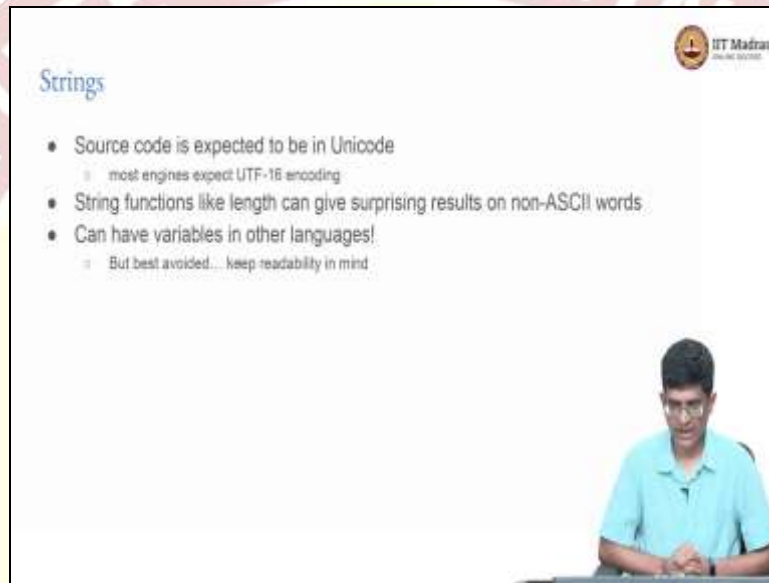 IIT Madras
ONLINE DEGREE
Strings
● Source code is expected to be in Unicode
○ most engines expect UTF-16 encoding
● String functions like length can give surprising results on non-ASCII words
● Can have variables in other languages!
○ But best avoided... keep readability in mind